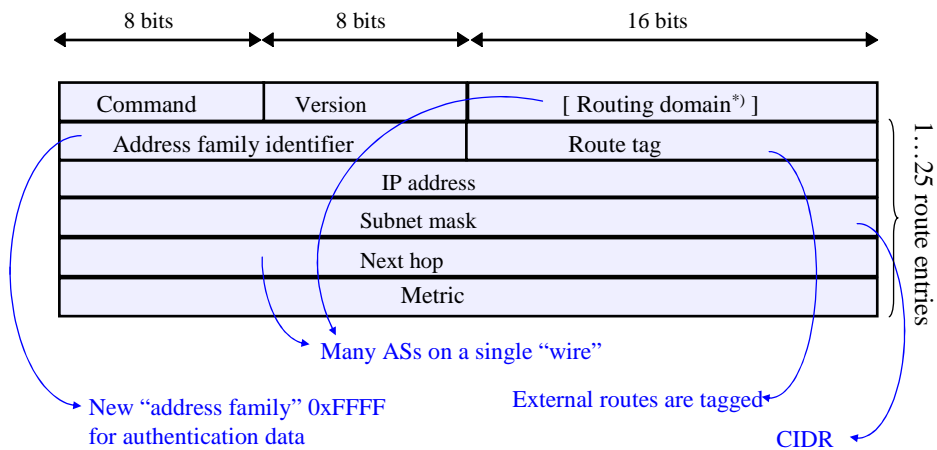 8 bits 8 bits 16 bits
Command Version [ Routing domain*) ]
Address family identifier Route tag
IP address
Subnet mask
Next hop
Metric
1…25 route entries
Many ASs on a single “wire”
New “address family” 0xFFFF
for authentication data
External routes are tagged
CIDR